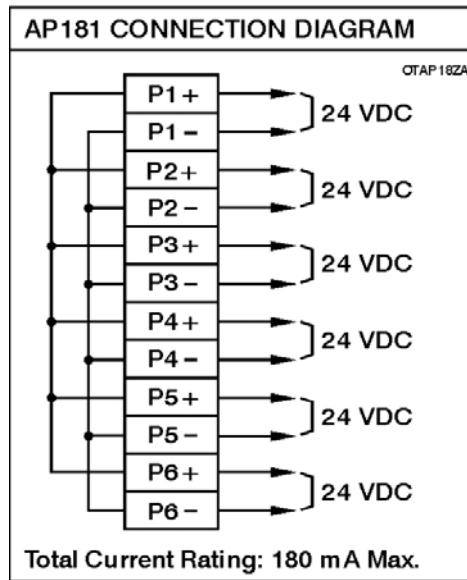 AP181 CONNECTION DIAGRAM
OTAP18ZA
P1+
24 VDC
P1-
P2+
24 VDC
P2-
P3+
24 VDC
P3-
P4+
24 VDC
P4-
P5+
24 VDC
P5-
P6+
24 VDC
P6-
Total Current Rating: 180 mA Max.